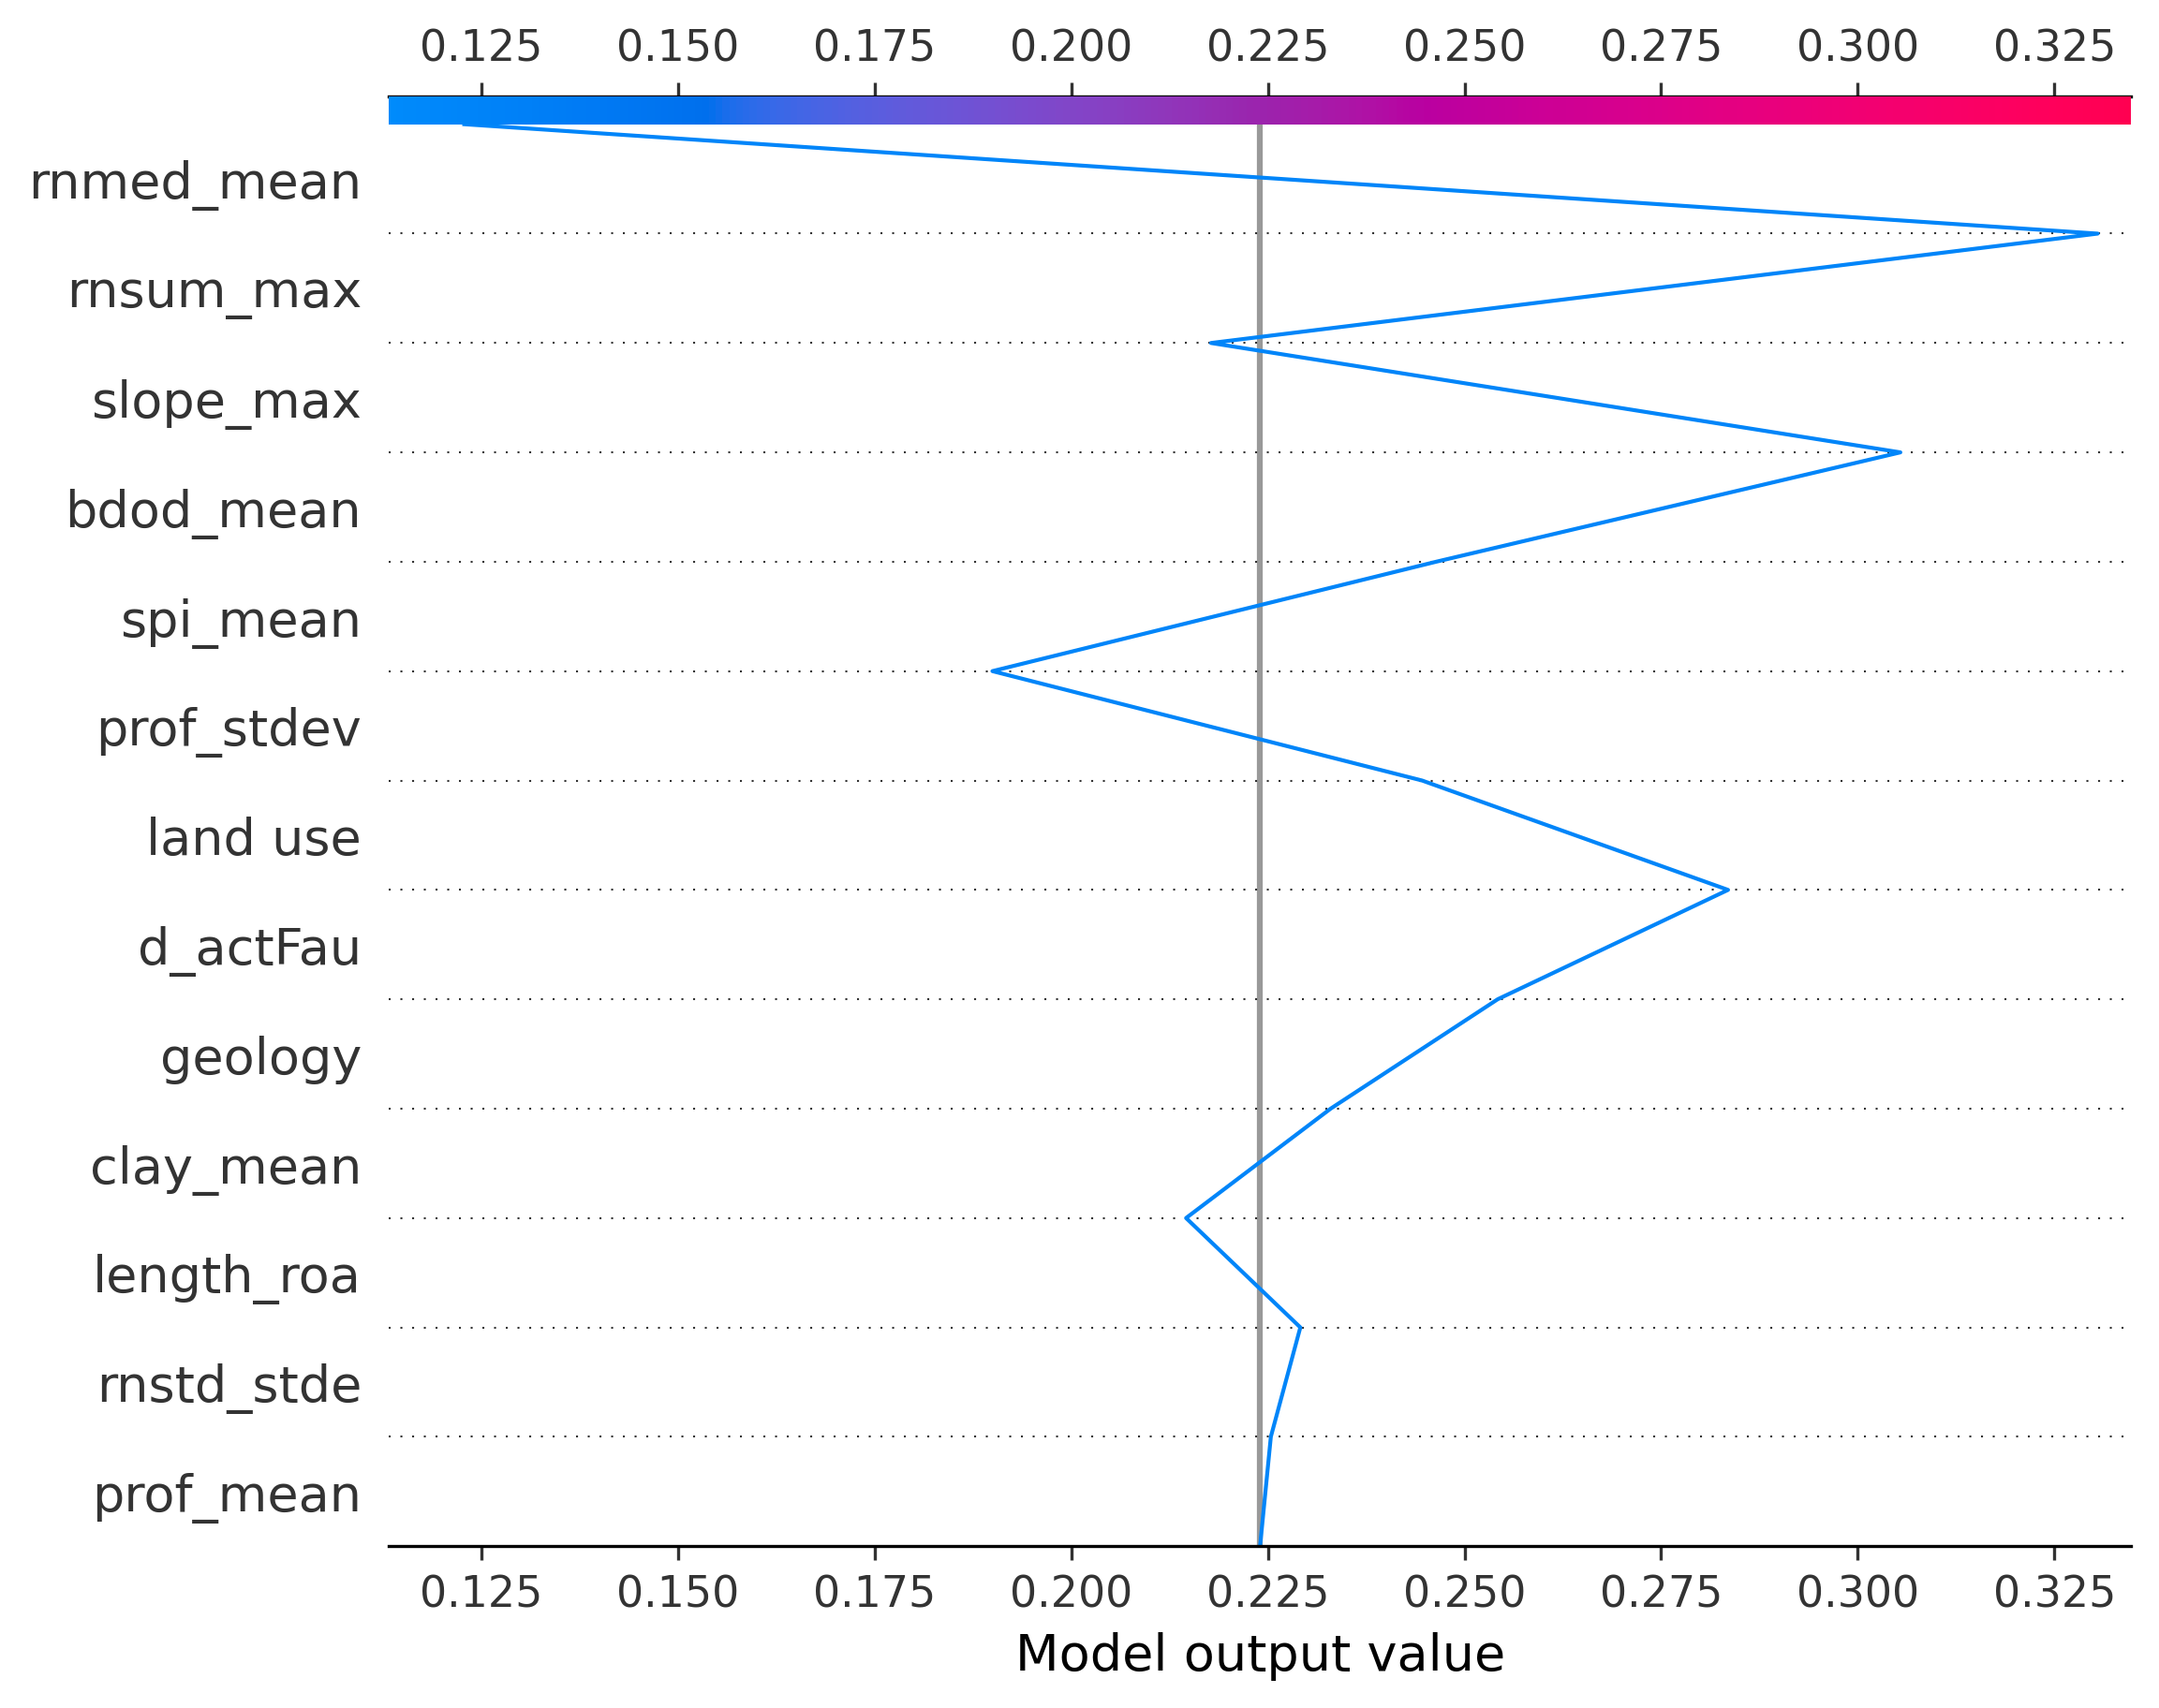 0.125 0.150 0.175 0.200 0.225 0.250 0.275 0.300 0.325
rnmed_mean
rnsum_max
slope_max
bdod_mean
spi_mean
prof_stdev
land use
d_actFau
geology
clay_mean
length_roa
rnstd_stde
prof_mean
0.125 0.150 0.175 0.200 0.225 0.250 0.275 0.300 0.325
Model output value